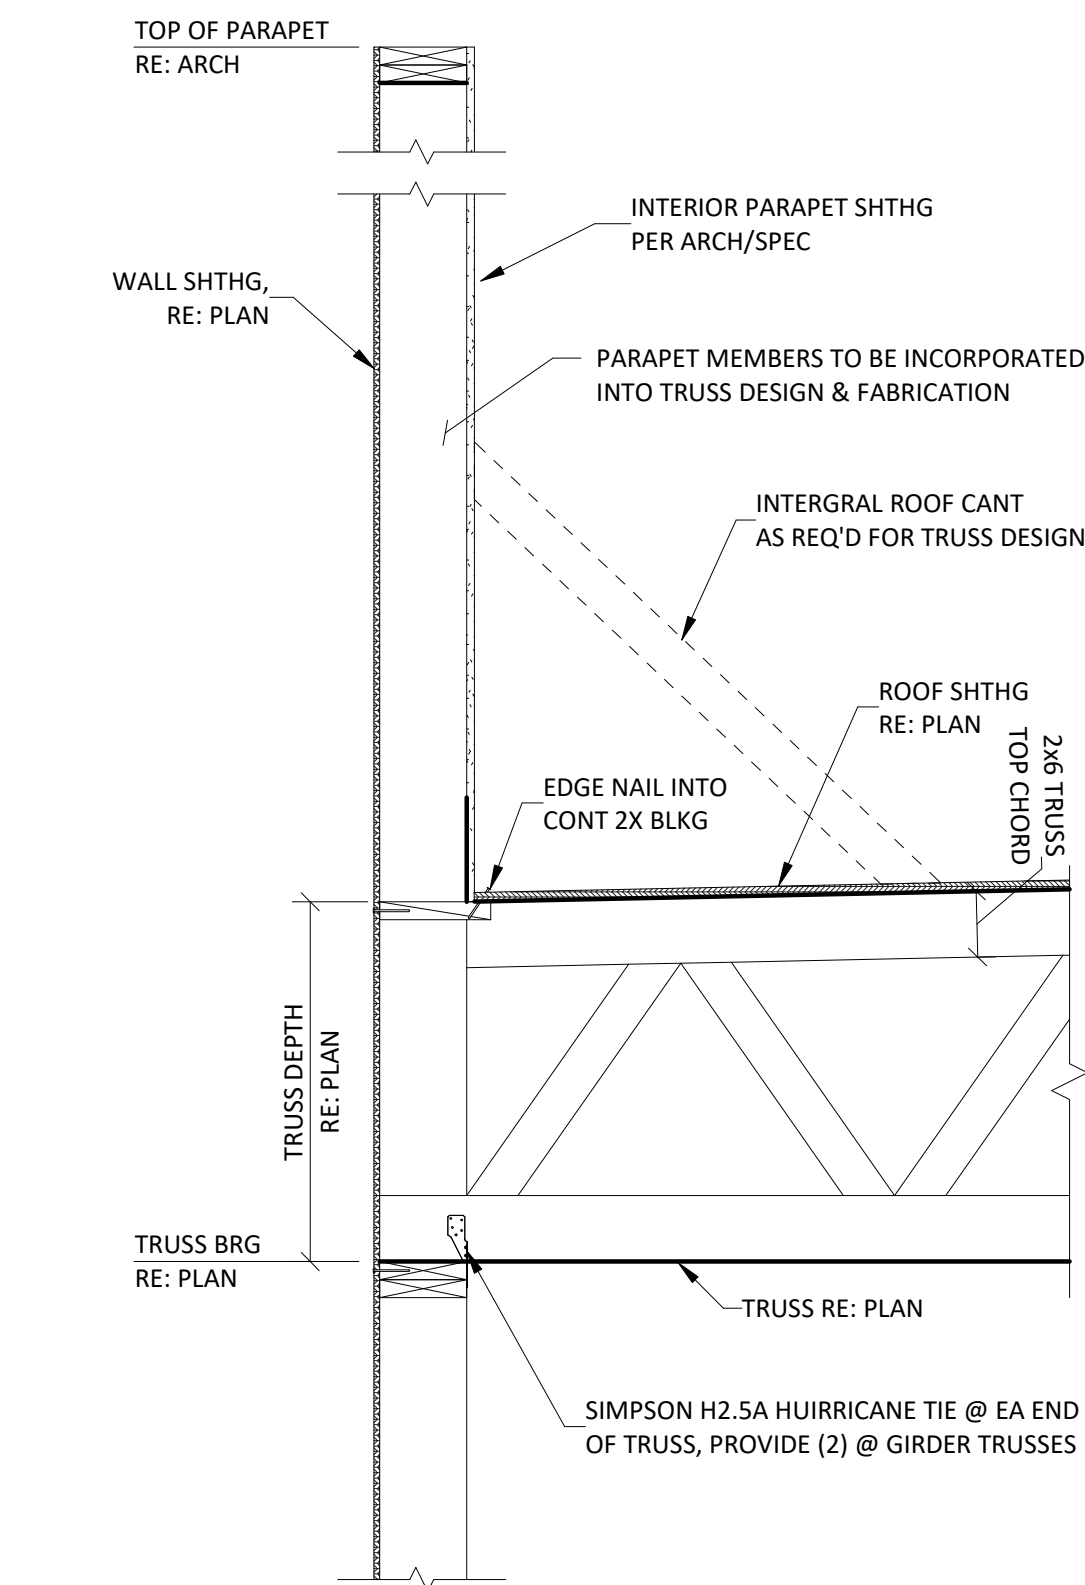 TOP OF PARAPET
RE: ARCH
INTERIOR PARAPET SHTHG
PER ARCH/SPEC
WALL SHTHG,
RE: PLAN
PARAPET MEMBERS TO BE INCORPORATED
INTO TRUSS DESIGN & FABRICATION
INTERGRAL ROOF CANT
AS REQ'D FOR TRUSS DESIGN
ROOF SHTHG
RE: PLAN
2x6 TRUSS
TOP CHORD
EDGE NAIL INTO
CONT 2X BLKG
TRUSS DEPTH
RE: PLAN
TRUSS BRG
RE: PLAN
TRUSS RE: PLAN
SIMPSON H2.5A HUIRRICANE TIE @ EA END
OF TRUSS, PROVIDE (2) @ GIRDER TRUSSES